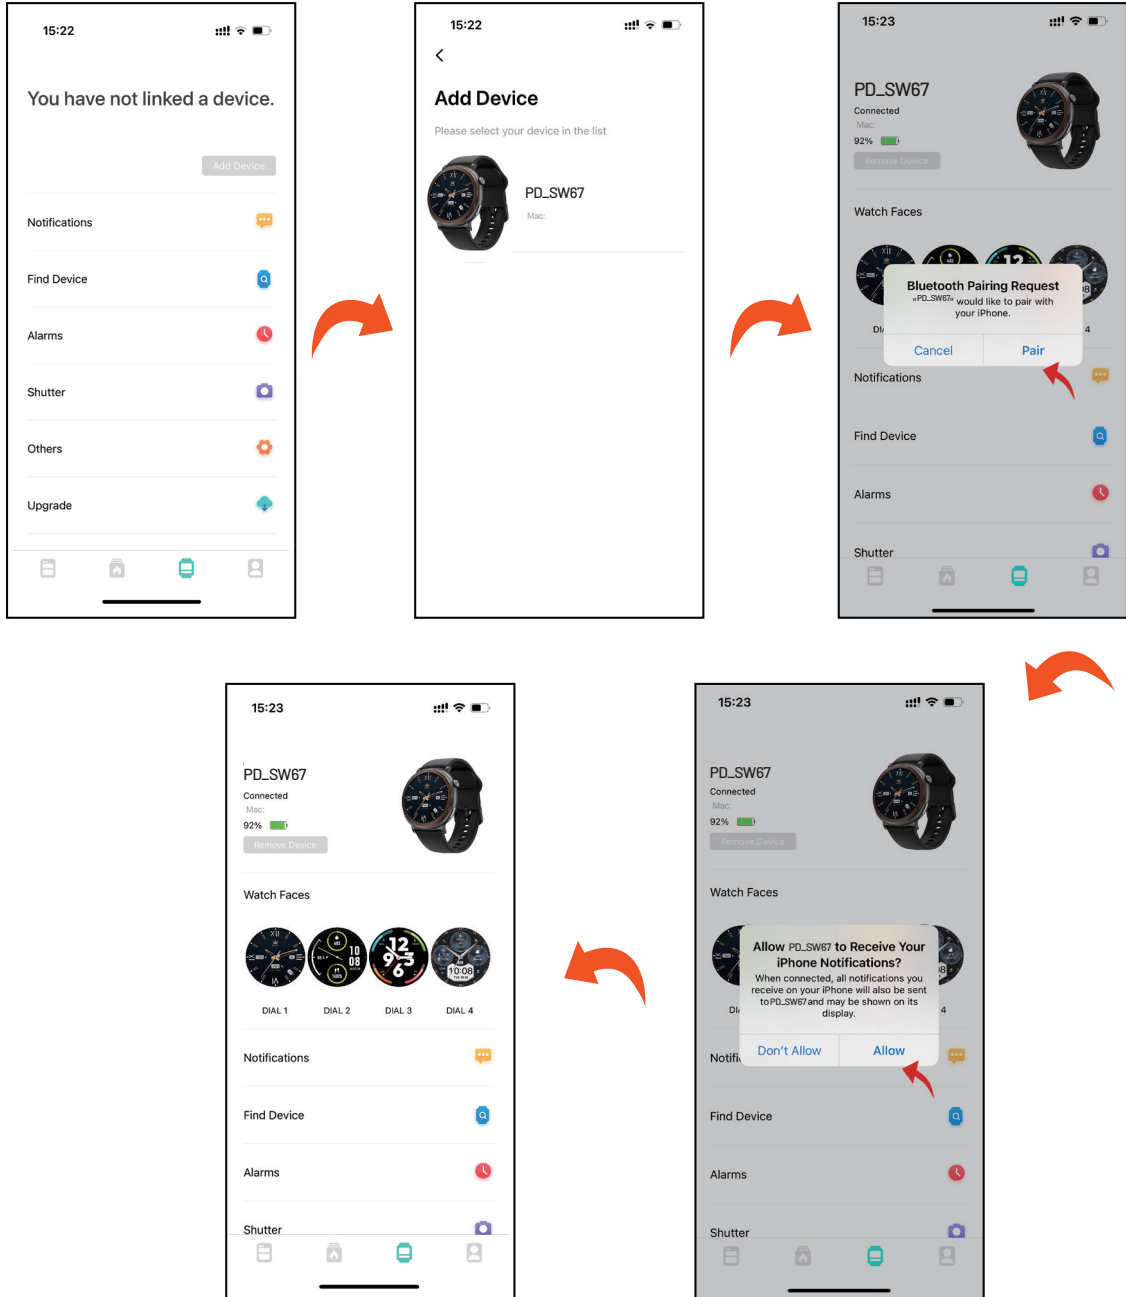 15:22
You have not linked a device.
Add Device
Notifications
Find Device
Alarms
Shutter
Others
Upgrade
15:22
Add Device
Please select your device in the list
PD_SW67
Mac:
15:23
PD_SW67
Connected
Mac:
92%
Remove Device
Watch Faces
Bluetooth Pairing Request
"PD_SW67" would like to pair with
your iPhone.
Cancel Pair
4
Notifications
Find Device
Alarms
Shutter
15:23
PD_SW67
Connected
Mac:
92%
Remove Device
Watch Faces
DIAL 1 DIAL 2 DIAL 3 DIAL 4
Notifications
Find Device
Alarms
Shutter
15:23
PD_SW67
Connected
Mac:
92%
Remove Device
Watch Faces
Allow PD_SW67 to Receive Your
iPhone Notifications?
When connected, all notifications you
receive on your iPhone will also be sent
to PD_SW67 and may be shown on its
display.
4
Don't Allow Allow
Find Device
Alarms
Shutter